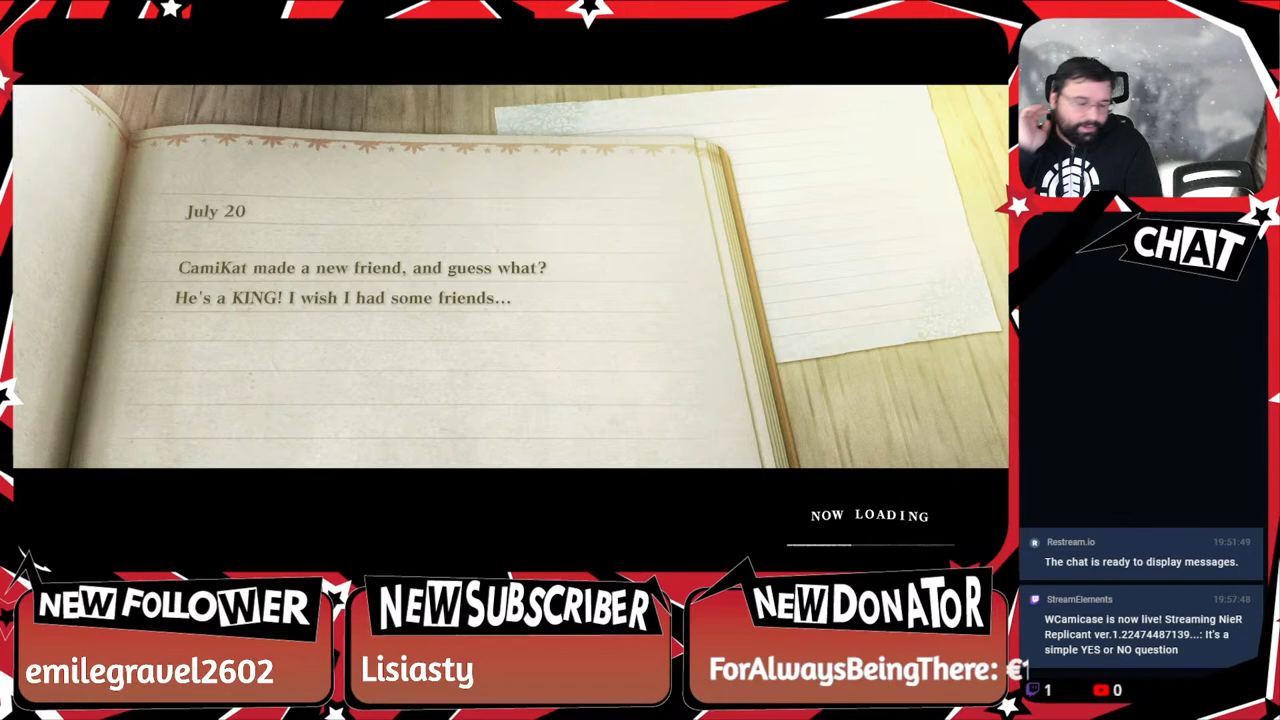 July 20
CamiKat made a new friend, and guess what?
He's a KING! I wish I had some friends...
NOW LOADING
CHAT
Restream.io 19:51:49
The chat is ready to display messages.
StreamElements 19:57:48
WCamicase is now live! Streaming NieR
Replicant ver.1.22474487139...: It's a
simple YES or NO question
1 0
NEW FOLLOWER
emilegravel2602
NEW SUBSCRIBER
Lisiasty
NEW DONATOR
ForAlwaysBeingThere: €